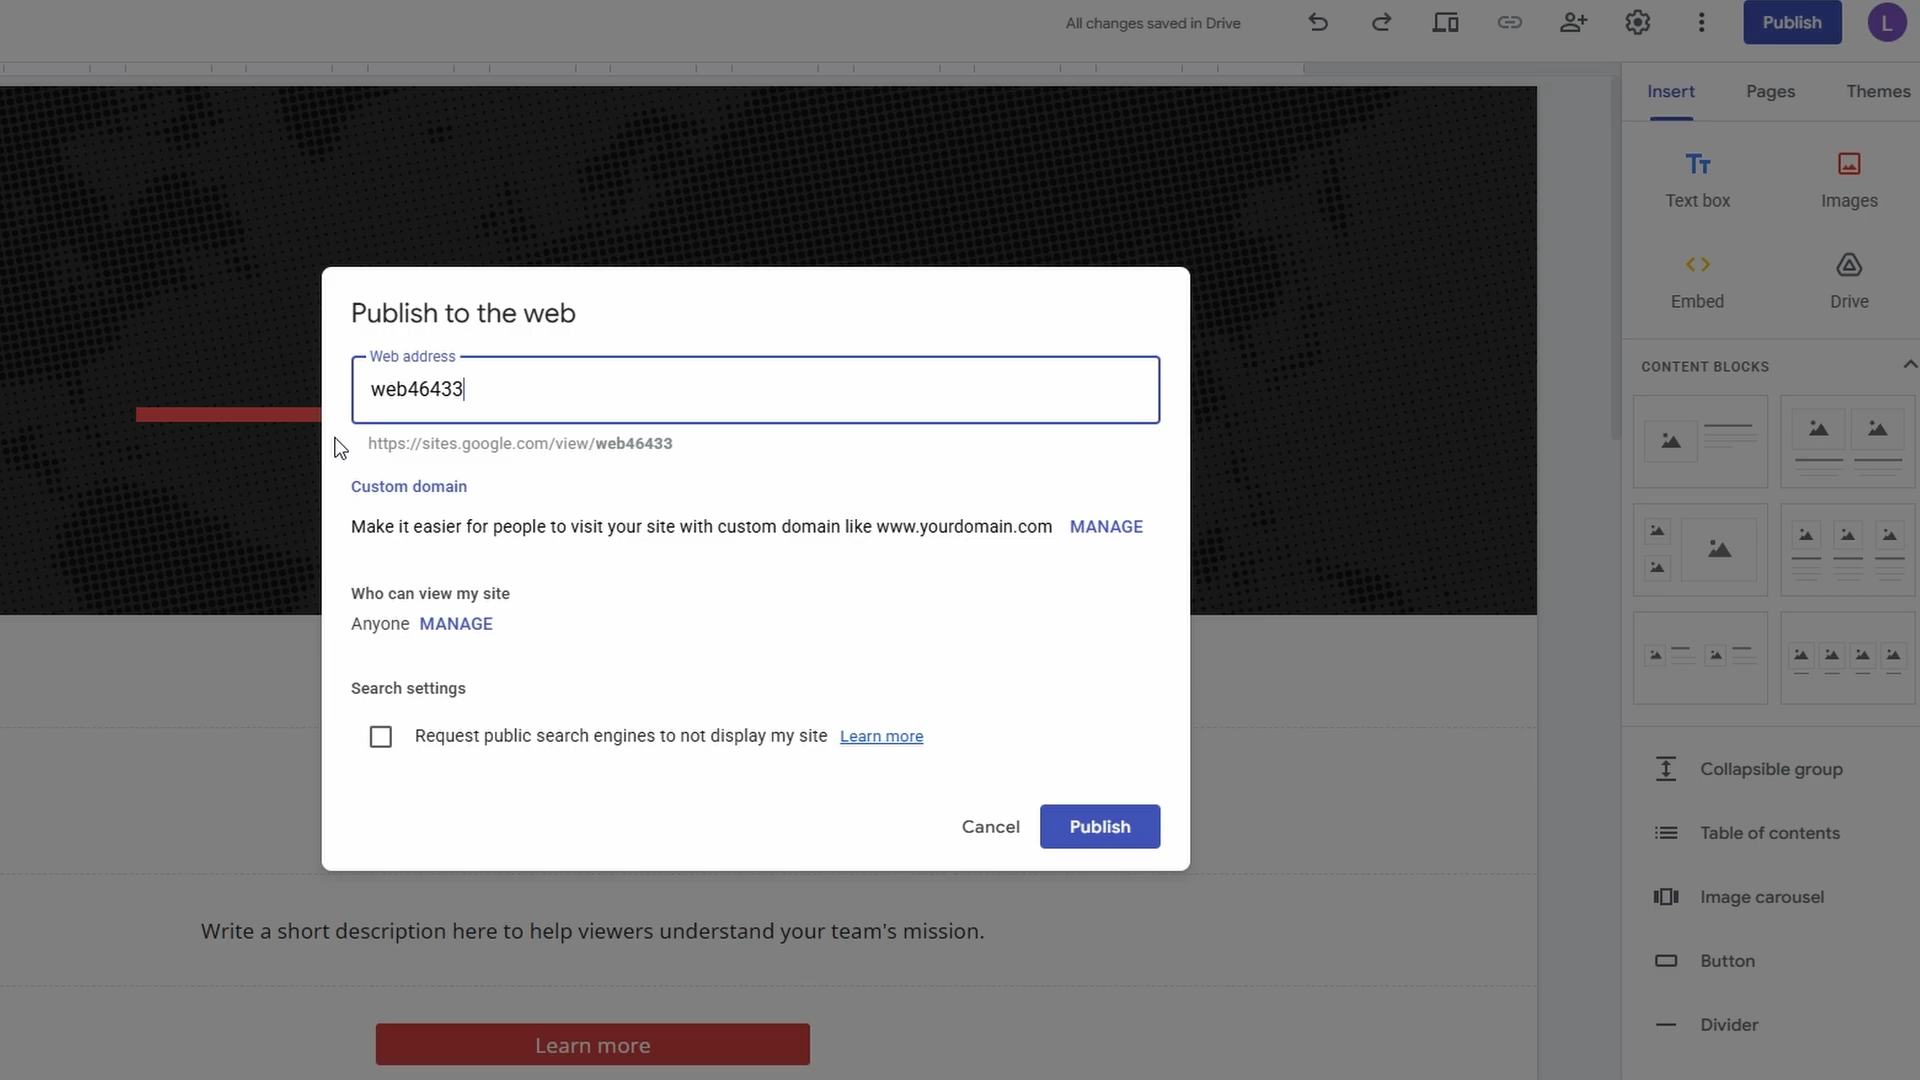 All changes saved in Drive
Publish
L
Insert
Pages
Themes
Text box
Images
Embed
Drive
CONTENT BLOCKS
Publish to the web
Web address
web46433
https://sites.google.com/view/web46433
Custom domain
Make it easier for people to visit your site with custom domain like www.yourdomain.com MANAGE
Who can view my site
Anyone MANAGE
Search settings
Request public search engines to not display my site Learn more
Cancel
Publish
Collapsible group
Table of contents
Image carousel
Button
Divider
Write a short description here to help viewers understand your team's mission.
Learn more